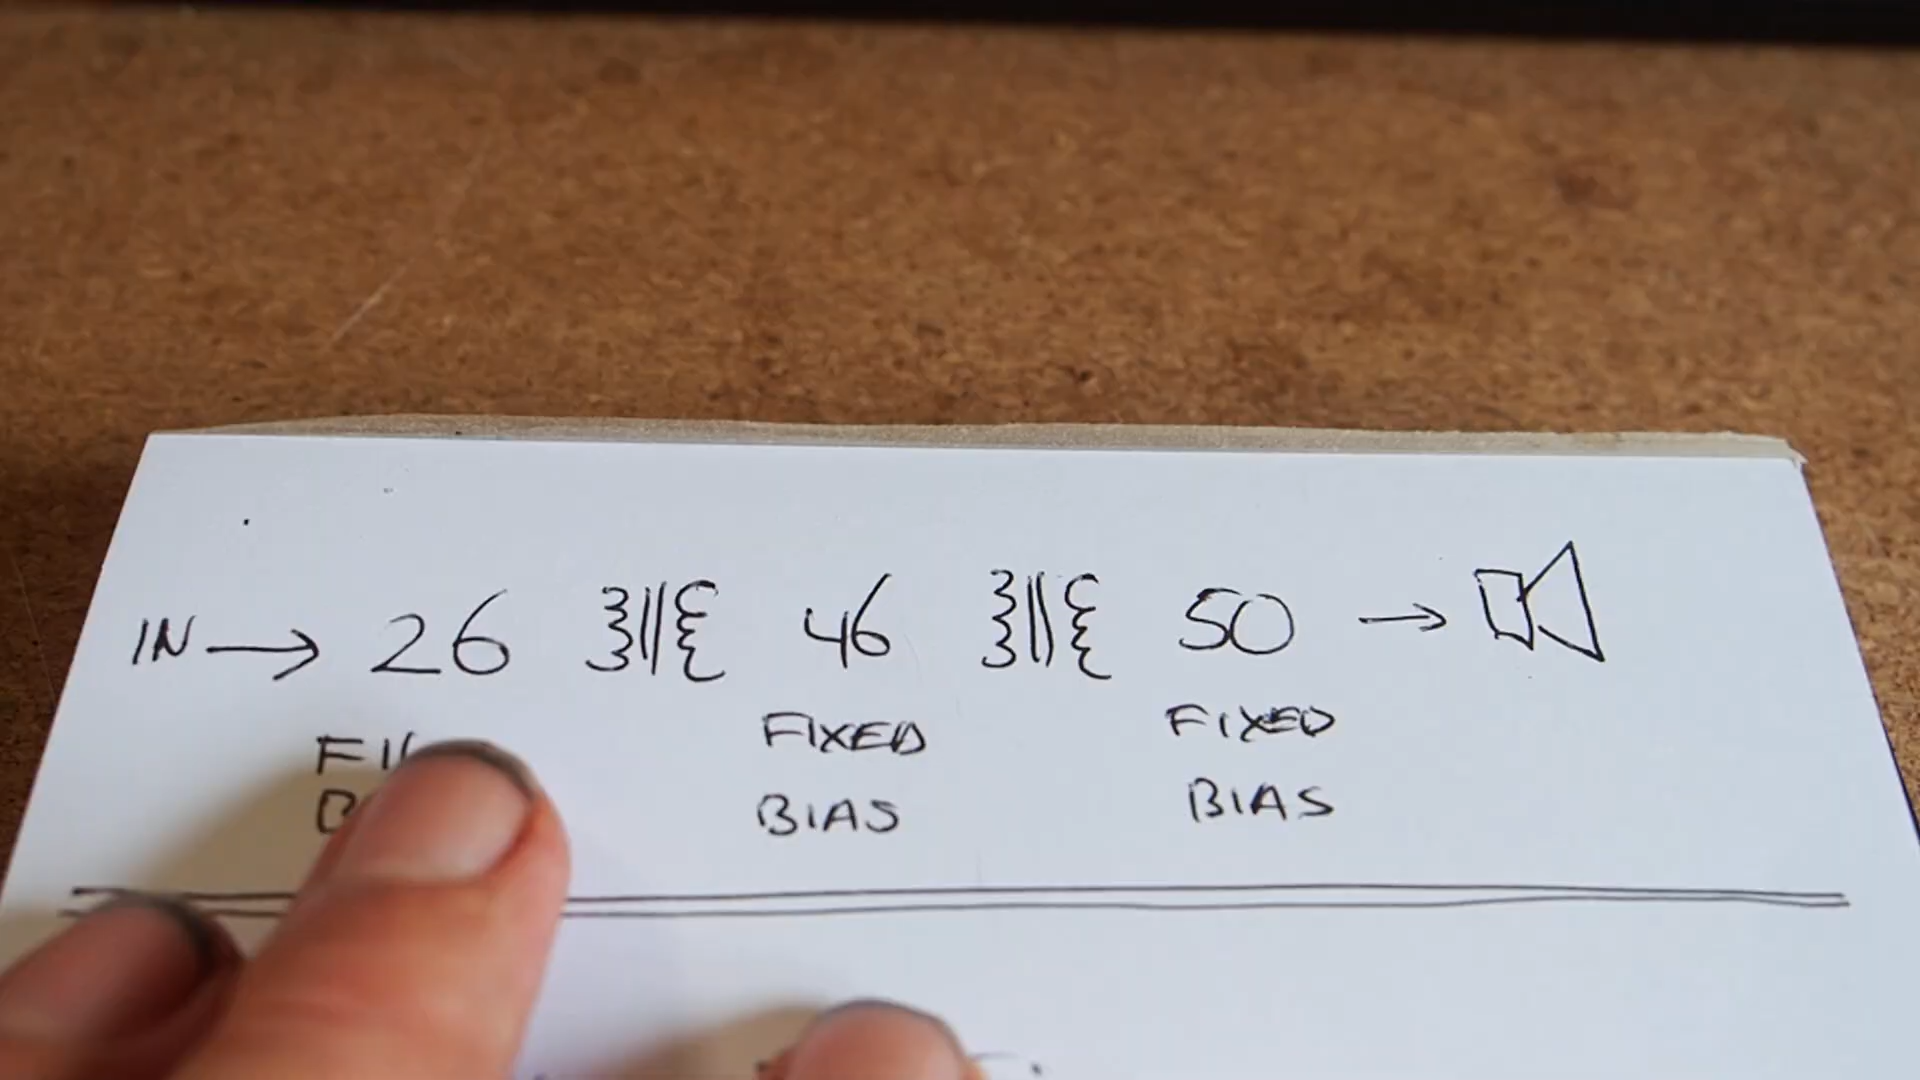 IN → 26 46 50 →
FIXED FIXED
BIAS BIAS